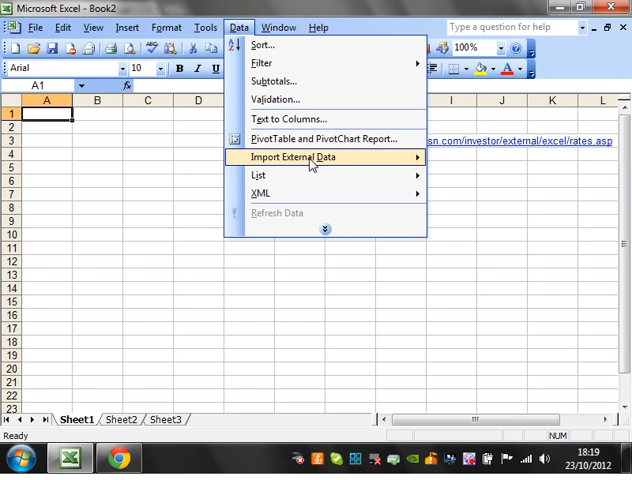 Microsoft Excel - Book2
File Edit View Insert Format Tools Data Window Help
Type a question for help
100%
Arial 10 B I U
A1 fx
A B C D I J K L
Sort...
Filter
Subtotals...
Validation...
Text to Columns...
PivotTable and PivotChart Report...
Import External Data
List
XML
Refresh Data
1
2
3 sn.com/investor/external/excel/rates.asp
4
5
6
7
8
9
10
11
12
13
14
15
16
17
18
19
20
21
22
23
Sheet1 Sheet2 Sheet3
Ready NUM
18:19
23/10/2012